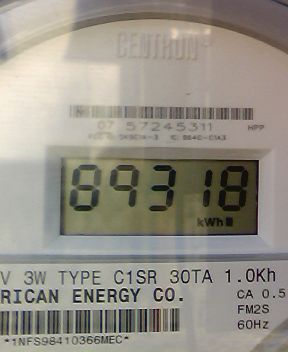 CENTRON
07 57245311 HPP
89318
kWh
V 3W TYPE C1SR 30TA 1.0Kh
RICAN ENERGY CO. CA 0.5
FM2S
60Hz
*1NFS98410366MEC*